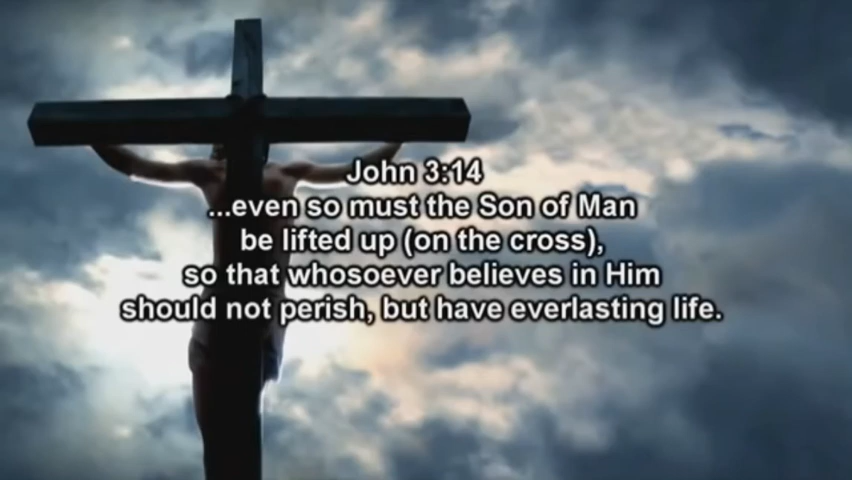 John 3:14
...even so must the Son of Man
be lifted up (on the cross),
so that whosoever believes in Him
should not perish, but have everlasting life.